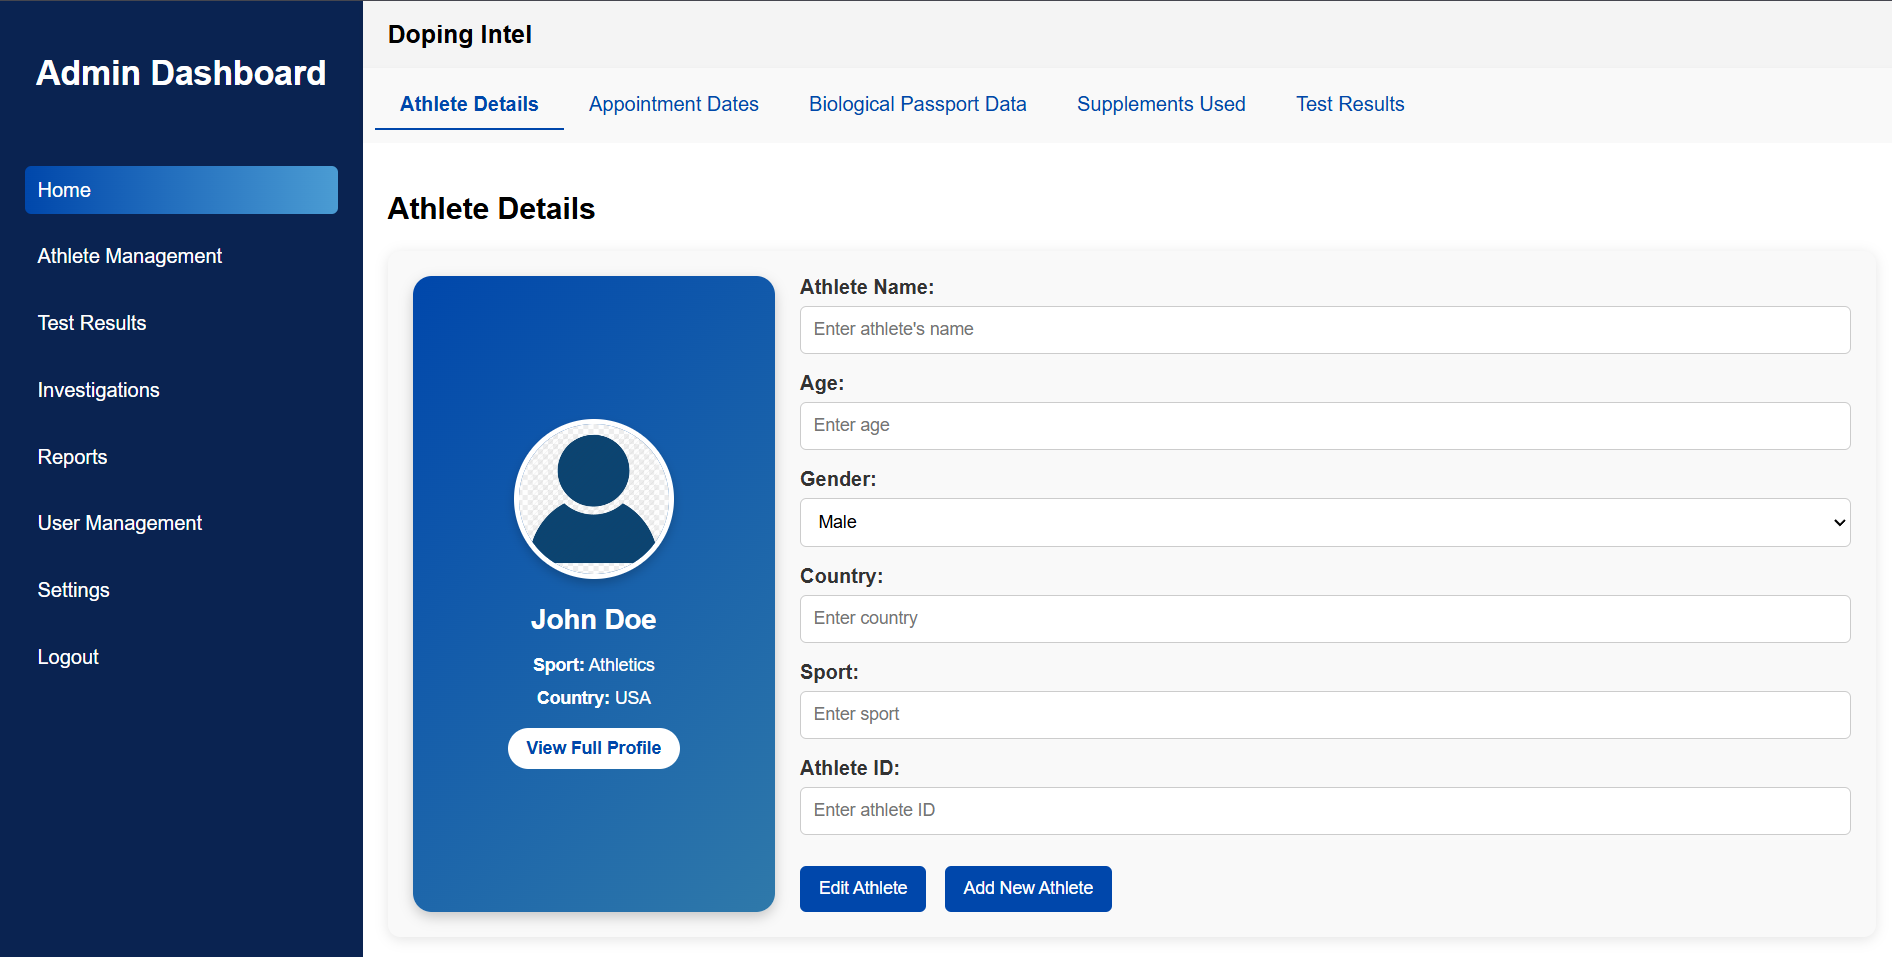 Admin Dashboard
Home
Athlete Management
Test Results
Investigations
Reports
User Management
Settings
Logout
Doping Intel
Athlete Details
Appointment Dates
Biological Passport Data
Supplements Used
Test Results
Athlete Details
John Doe
Sport: Athletics
Country: USA
View Full Profile
Athlete Name:
Enter athlete's name
Age:
Enter age
Gender:
Male
Country:
Enter country
Sport:
Enter sport
Athlete ID:
Enter athlete ID
Edit Athlete
Add New Athlete